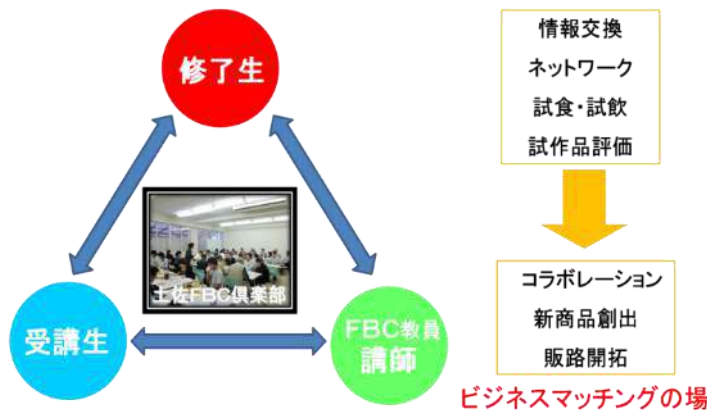 修了生
土佐FBC倶楽部
受講生
FBC教員
講師
情報交換
ネットワーク
試食・試飲
試作品評価
コラボレーション
新商品創出
販路開拓
ビジネスマッチングの場